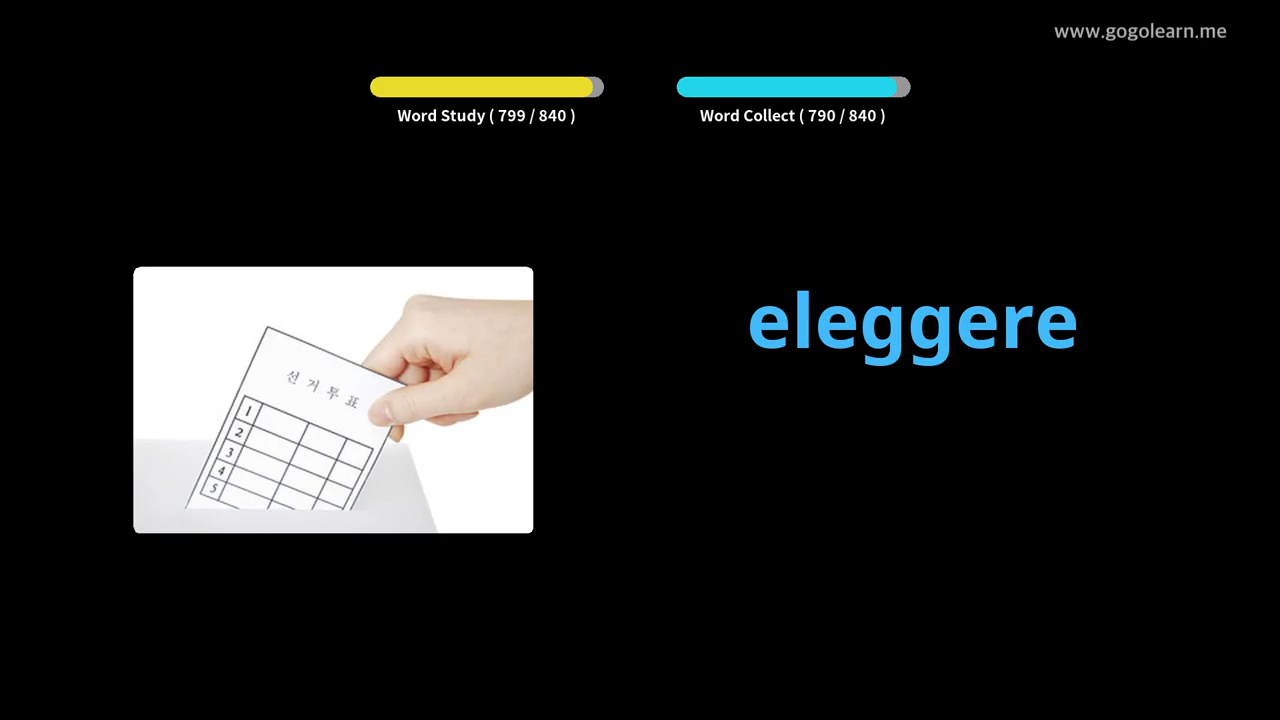 www.gogolearn.me
Word Study ( 799 / 840 )
Word Collect ( 790 / 840 )
eleggere
선거투표
1
2
3
4
5